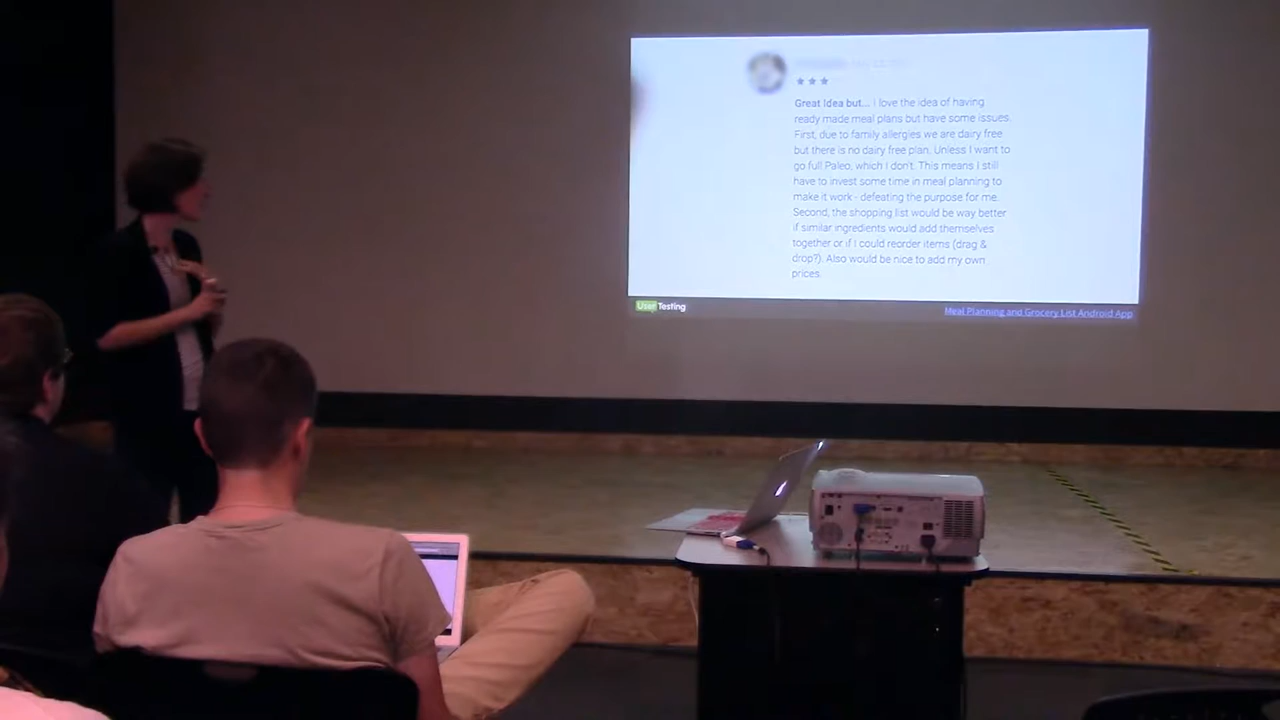 Great Idea but... I love the idea of having
ready made meal plans but have some issues.
First, due to family allergies we are dairy free
but there is no dairy free plan. Unless I want to
go full Paleo, which I don't. This means I still
have to invest some time in meal planning to
make it work - defeating the purpose for me.
Second, the shopping list would be way better
if similar ingredients would add themselves
together or if I could reorder items (drag &
drop?). Also would be nice to add my own
prices.
UserTesting
Meal Planning and Grocery List Android App